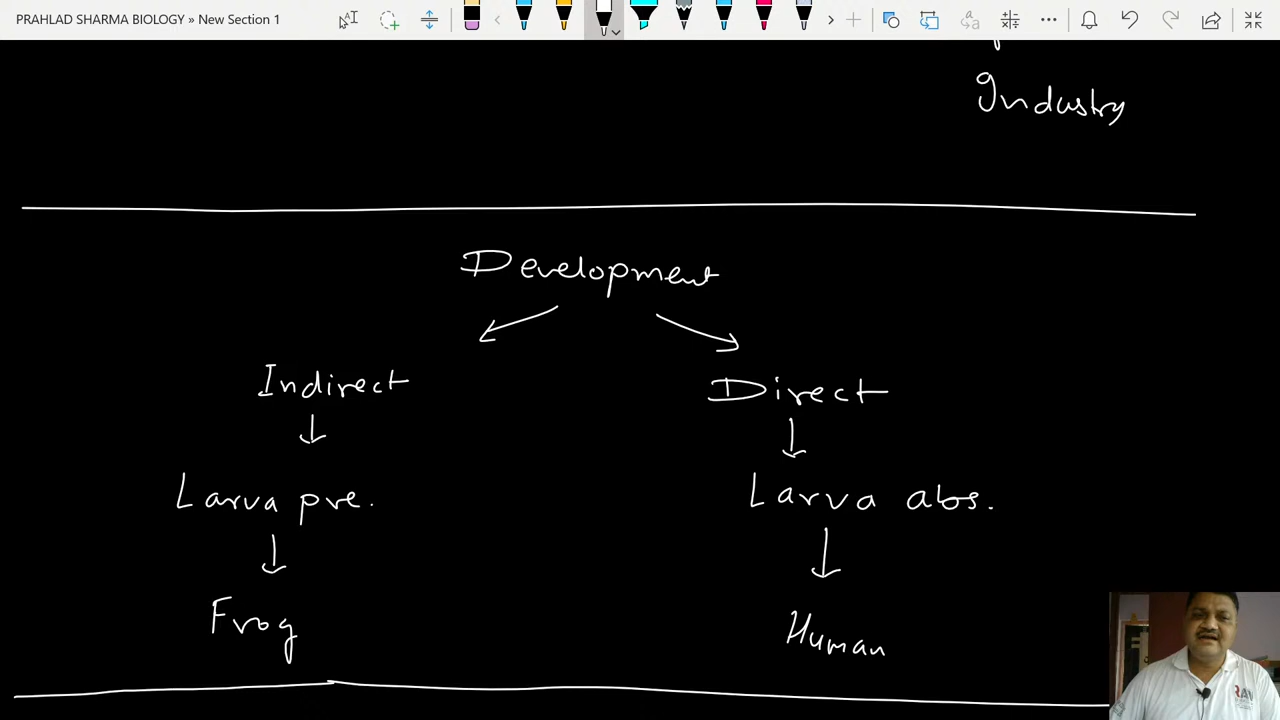 PRAHLAD SHARMA BIOLOGY » New Section 1
Industry
Development
Indirect Direct
Larva pre. Larva abs.
Frog Human